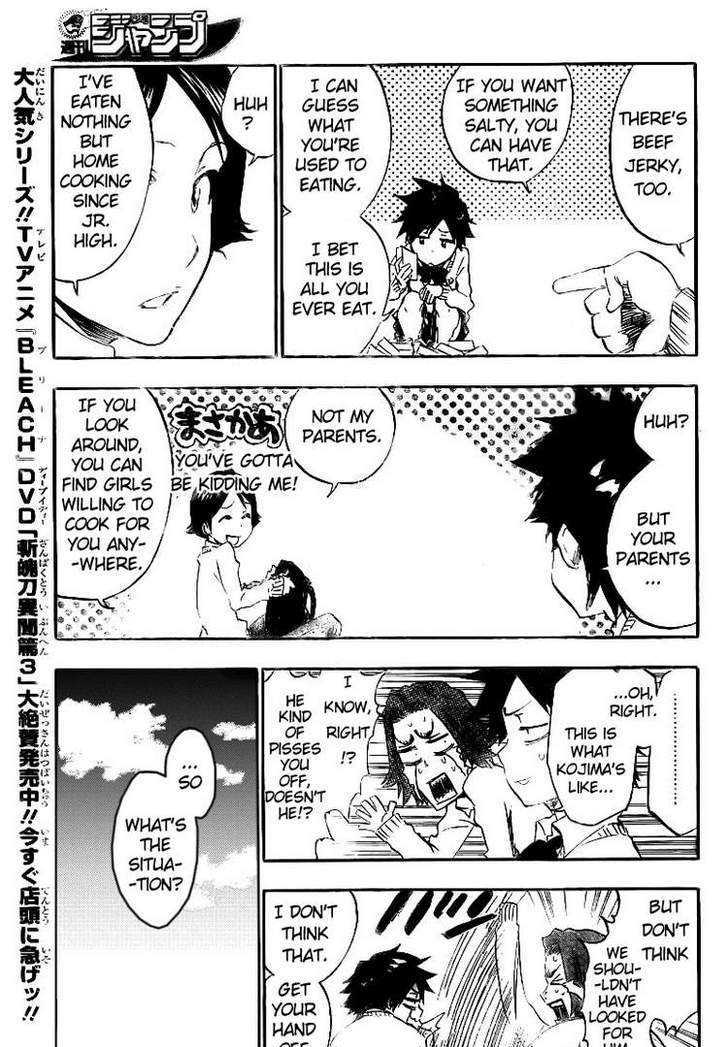 週刊
少年
ジャンプ
大人気シリーズ!!TVアニメ『BLEACH』DVD「斬魄刀異聞篇3」大絶賛発売中!!今すぐ店頭に急げッ!!
THERE'S
BEEF
JERKY,
TOO.
IF YOU WANT
SOMETHING
SALTY, YOU
CAN HAVE
THAT.
I CAN
GUESS
WHAT
YOU'RE
USED TO
EATING.
I BET
THIS IS
ALL YOU
EVER EAT.
HUH
?
I'VE
EATEN
NOTHING
BUT
HOME
COOKING
SINCE
JR.
HIGH.
HUH?
BUT
YOUR
PARENTS
...
NOT MY
PARENTS.
まさかあ
YOU'VE GOTTA
BE KIDDING ME!
IF YOU
LOOK
AROUND,
YOU CAN
FIND GIRLS
WILLING TO
COOK FOR
YOU ANY-
-WHERE.
...OH,
RIGHT.
THIS IS
WHAT
KOJIMA'S
LIKE...
I
KNOW,
RIGHT
!?
HE
KIND
OF
PISSES
YOU
OFF,
DOESN'T
HE!?
BUT
DON'T
THINK
WE
SHOU-
-LDN'T
HAVE
LOOKED
FOR
HIM
I DON'T
THINK
THAT.
GET
YOUR
HAND
OFF
...
SO
WHAT'S
THE
SITUA-
-TION?